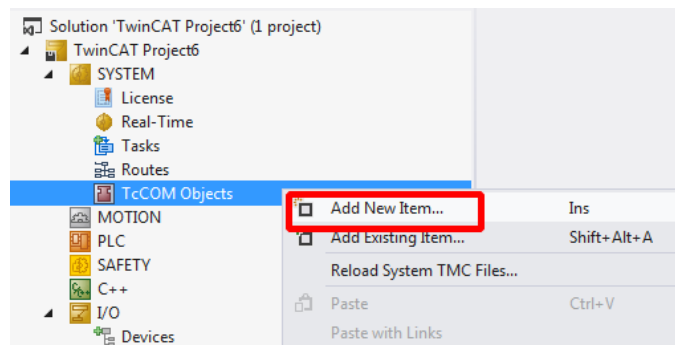 Solution 'TwinCAT Project6' (1 project)
TwinCAT Project6
SYSTEM
License
Real-Time
Tasks
Routes
TcCOM Objects
Add New Item... Ins
MOTION
PLC
Add Existing Item... Shift+Alt+A
SAFETY
Reload System TMC Files...
C++
Paste Ctrl+V
I/O
Devices
Paste with Links